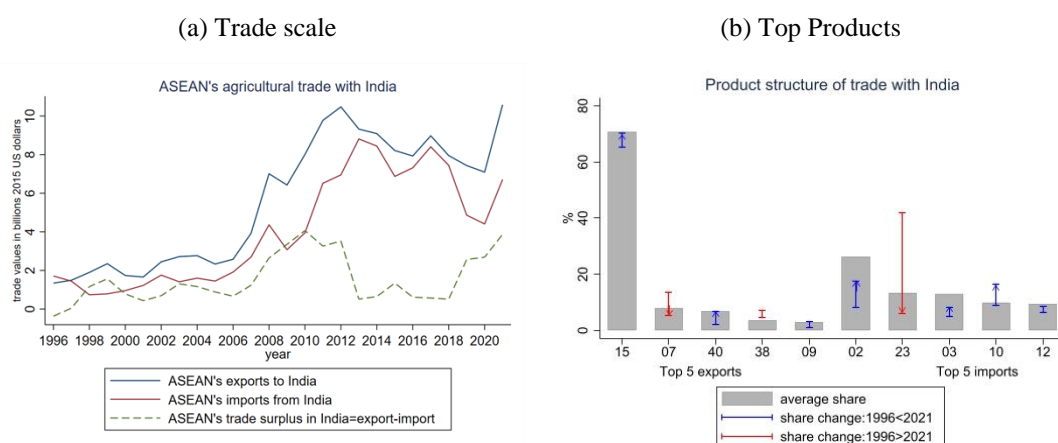 (a) Trade scale
(b) Top Products
ASEAN's agricultural trade with India
trade values in billions 2015 US dollars
10
8
6
4
2
0
1996 1998 2000 2002 2004 2006 2008 2010 2012 2014 2016 2018 2020
year
ASEAN's exports to India
ASEAN's imports from India
ASEAN's trade surplus in India=export-import
Product structure of trade with India
%
80
60
40
20
0
15 07 40 38 09 02 23 03 10 12
Top 5 exports Top 5 imports
average share
share change:1996<2021
share change:1996>2021